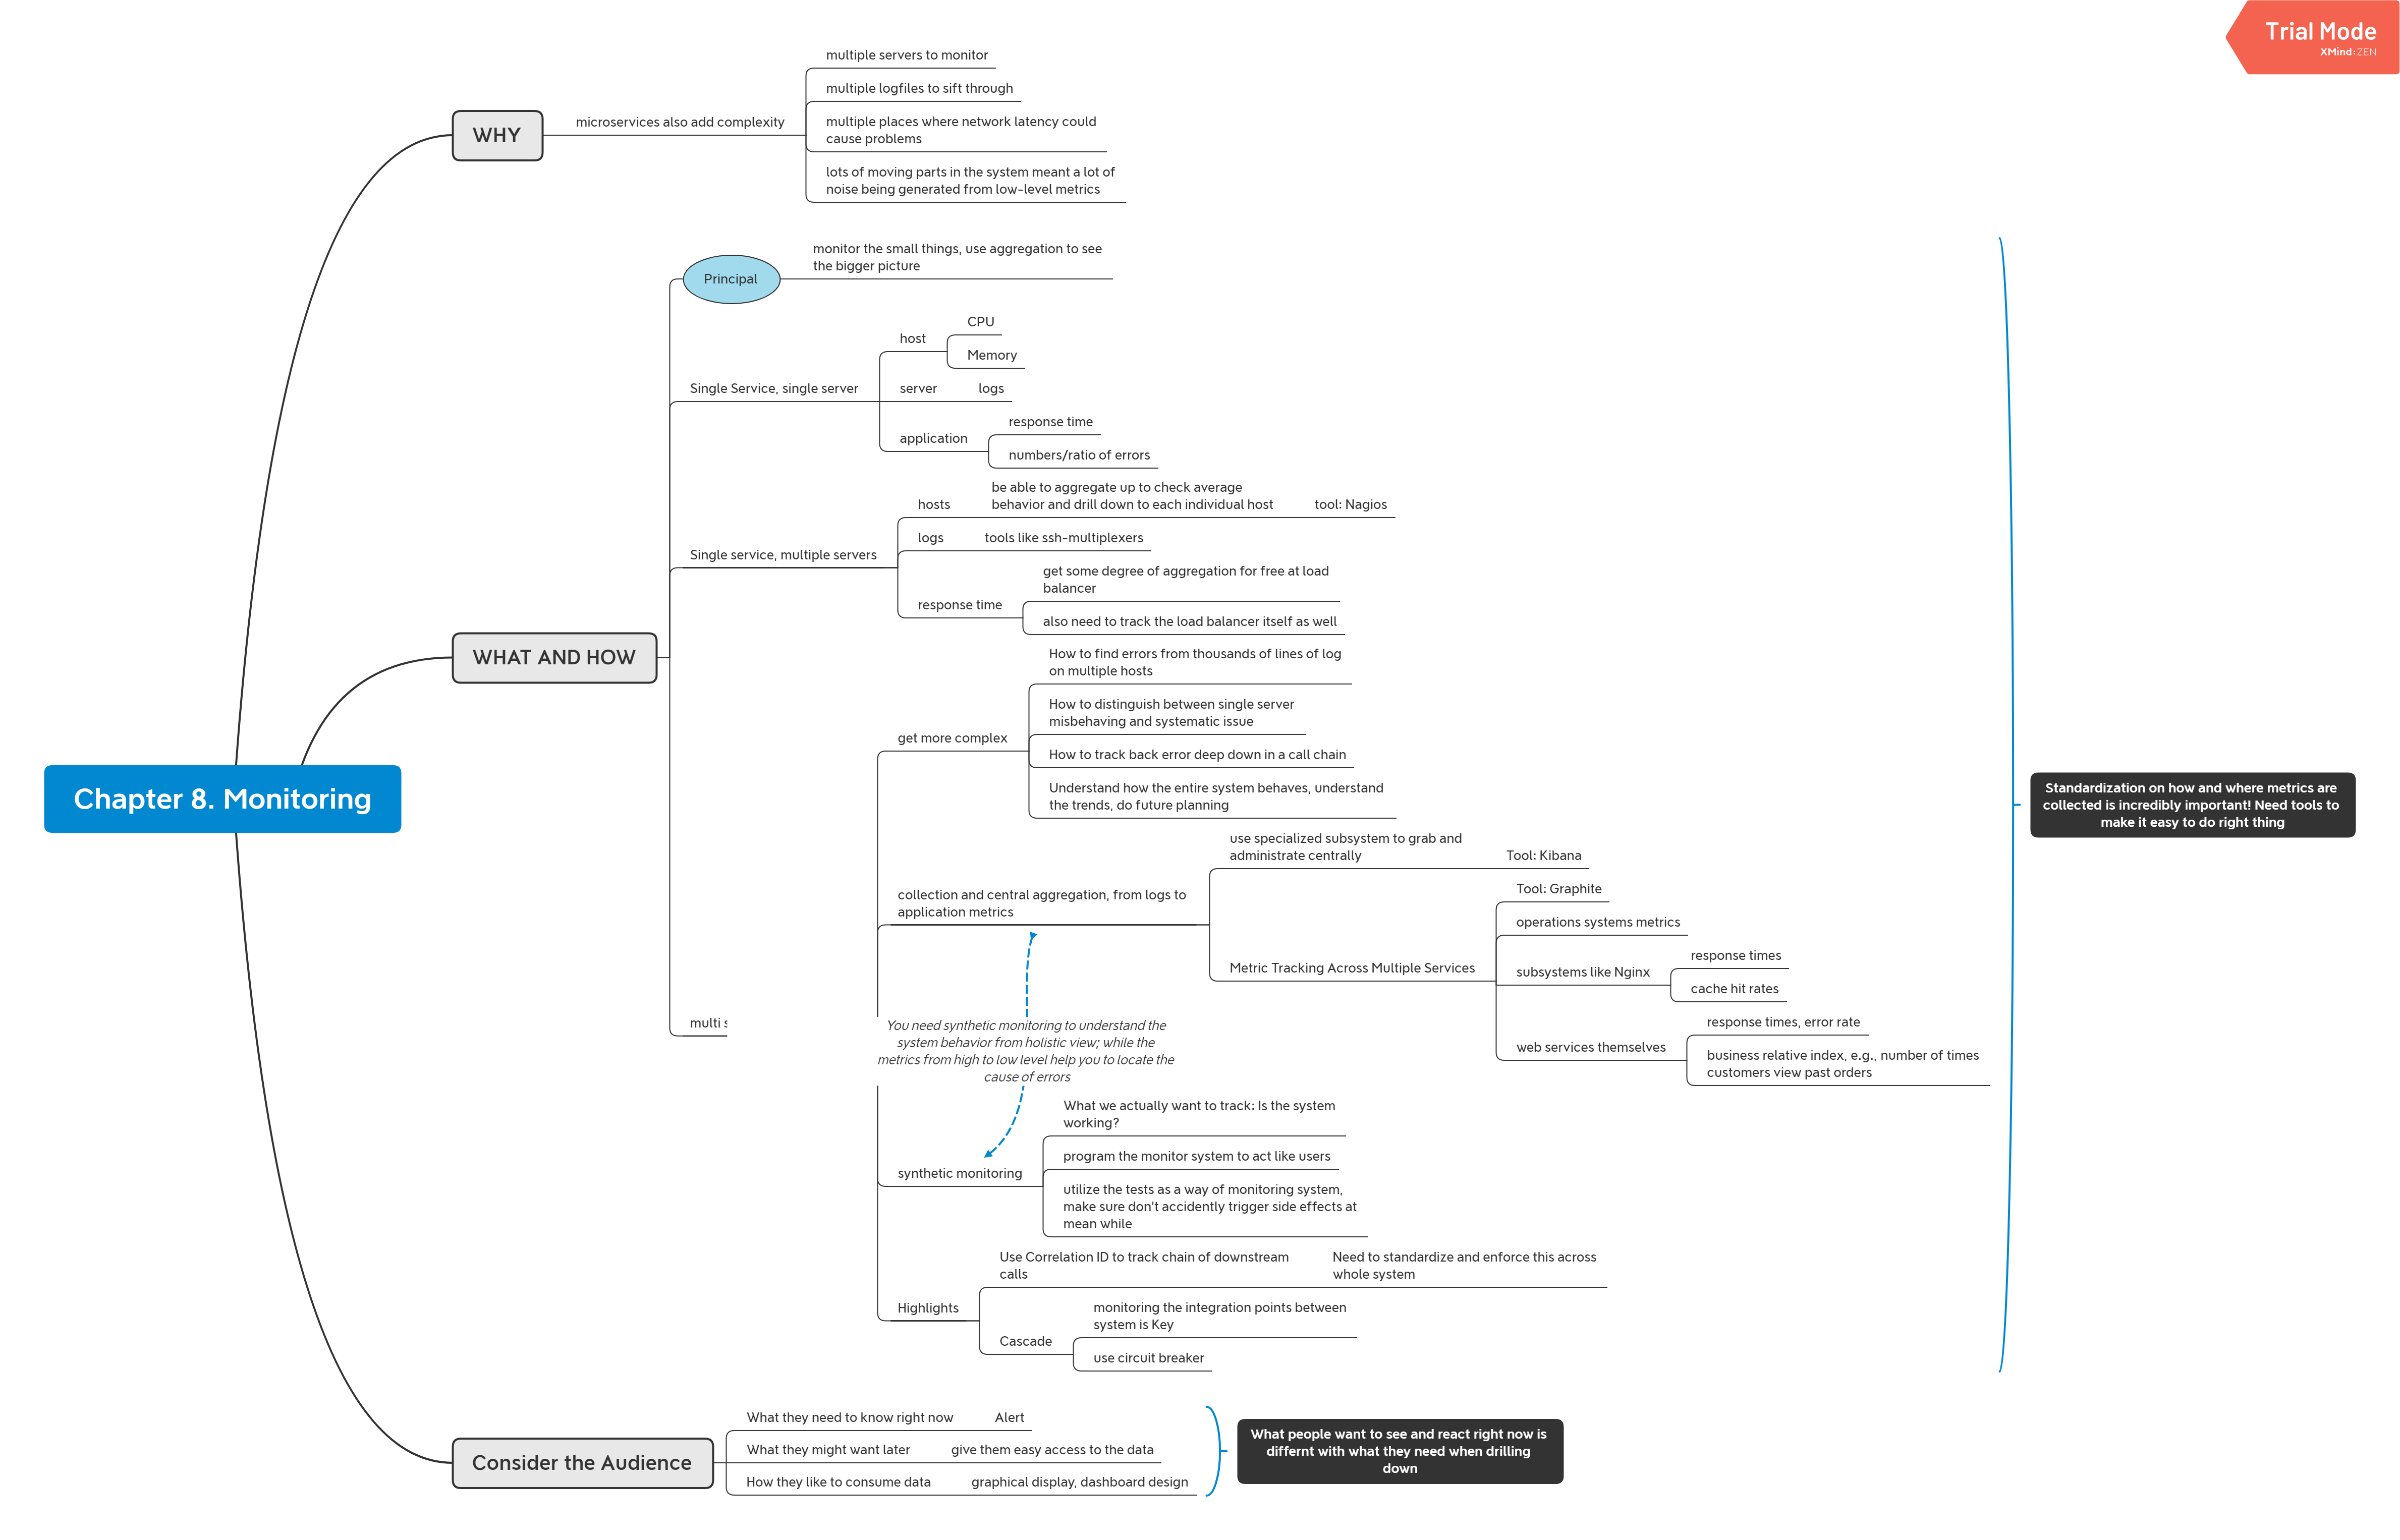 Trial Mode
XMind:ZEN
Chapter 8. Monitoring
WHY
microservices also add complexity
multiple servers to monitor
multiple logfiles to sift through
multiple places where network latency could
cause problems
lots of moving parts in the system meant a lot of
noise being generated from low-level metrics
WHAT AND HOW
Principal
monitor the small things, use aggregation to see
the bigger picture
Single Service, single server
host
CPU
Memory
server
logs
application
response time
numbers/ratio of errors
Single service, multiple servers
hosts
be able to aggregate up to check average
behavior and drill down to each individual host
tool: Nagios
logs
tools like ssh-multiplexers
response time
get some degree of aggregation for free at load
balancer
also need to track the load balancer itself as well
multi
get more complex
How to find errors from thousands of lines of log
on multiple hosts
How to distinguish between single server
misbehaving and systematic issue
How to track back error deep down in a call chain
Understand how the entire system behaves, understand
the trends, do future planning
collection and central aggregation, from logs to
application metrics
use specialized subsystem to grab and
administrate centrally
Tool: Kibana
Metric Tracking Across Multiple Services
Tool: Graphite
operations systems metrics
subsystems like Nginx
response times
cache hit rates
web services themselves
response times, error rate
business relative index, e.g., number of times
customers view past orders
You need synthetic monitoring to understand the
system behavior from holistic view; while the
metrics from high to low level help you to locate the
cause of errors
synthetic monitoring
What we actually want to track: Is the system
working?
program the monitor system to act like users
utilize the tests as a way of monitoring system,
make sure don't accidently trigger side effects at
mean while
Highlights
Use Correlation ID to track chain of downstream
calls
Need to standardize and enforce this across
whole system
Cascade
monitoring the integration points between
system is Key
use circuit breaker
Standardization on how and where metrics are
collected is incredibly important! Need tools to
make it easy to do right thing
Consider the Audience
What they need to know right now
Alert
What they might want later
give them easy access to the data
How they like to consume data
graphical display, dashboard design
What people want to see and react right now is
differnt with what they need when drilling
down